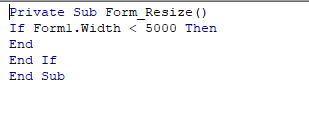 Private Sub Form_Resize()
If Form1.Width < 5000 Then
End
End If
End Sub